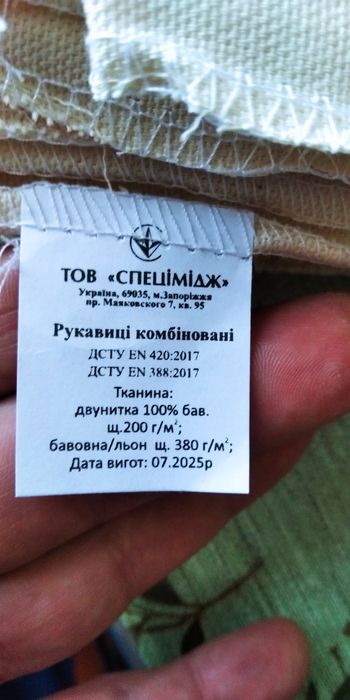 ТОВ «СПЕЦІМІДЖ»
Україна, 69035, м.Запоріжжя
пр. Маяковского 7, кв. 95
Рукавиці комбіновані
ДСТУ EN 420:2017
ДСТУ EN 388:2017
Тканина:
двунитка 100% бав.
щ.200 г/м²;
бавовна/льон щ. 380 г/м²;
Дата вигот: 07.2025р